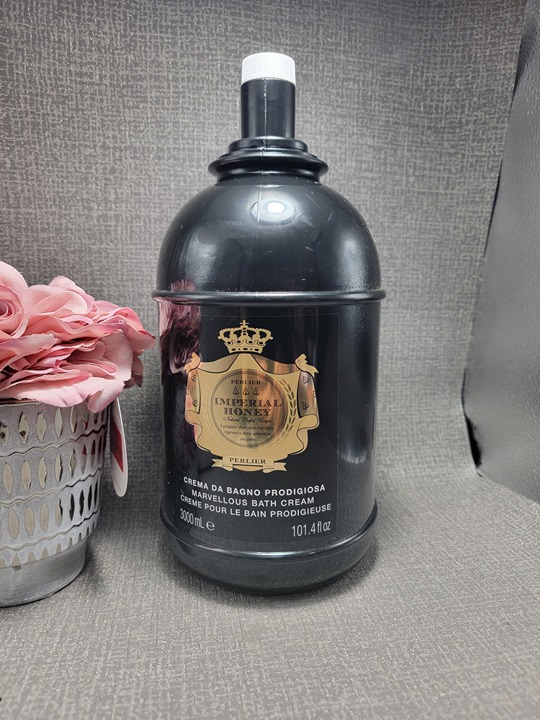 PERLIER
IMPERIAL
HONEY
PERLIER
CREMA DA BAGNO PRODIGIOSA
MARVELLOUS BATH CREAM
CREME POUR LE BAIN PRODIGIEUSE
3000 mL ℮
101.4 fl oz